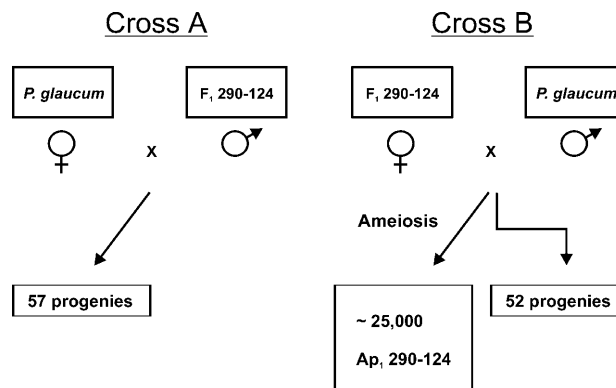 Cross A
Cross B
P. glaucum
F₁ 290-124
F₁ 290-124
P. glaucum
x
x
Ameiosis
57 progenies
~ 25,000
Ap₁ 290-124
52 progenies